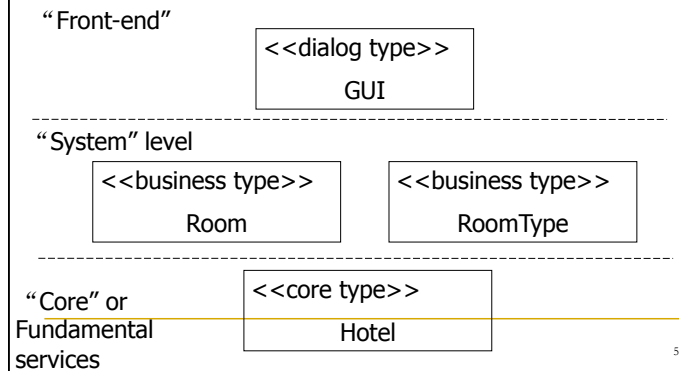 “Front-end”
<<dialog type>>
GUI
“System” level
<<business type>>
Room
<<business type>>
RoomType
“Core” or
Fundamental
services
<<core type>>
Hotel
5